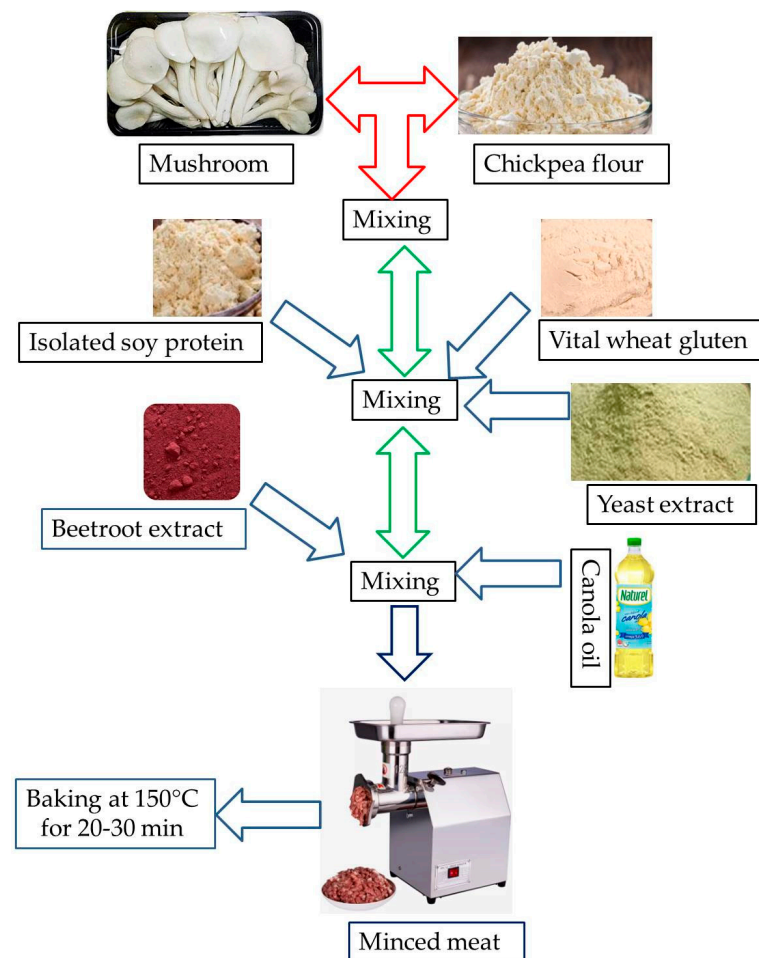 Mushroom
Chickpea flour
Mixing
Isolated soy protein
Vital wheat gluten
Mixing
Yeast extract
Beetroot extract
Mixing
Canola oil
Naturel
canola
Baking at 150°C
for 20-30 min
Minced meat